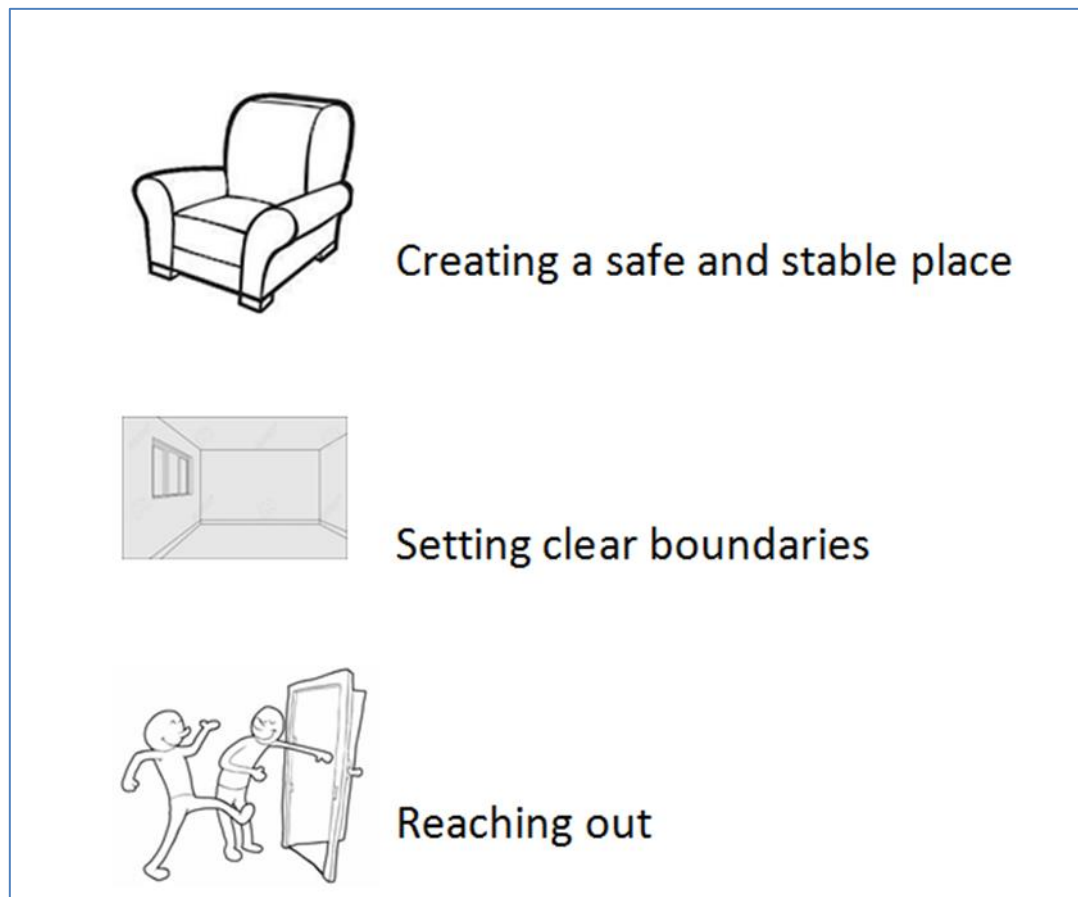 Creating a safe and stable place
Setting clear boundaries
Reaching out